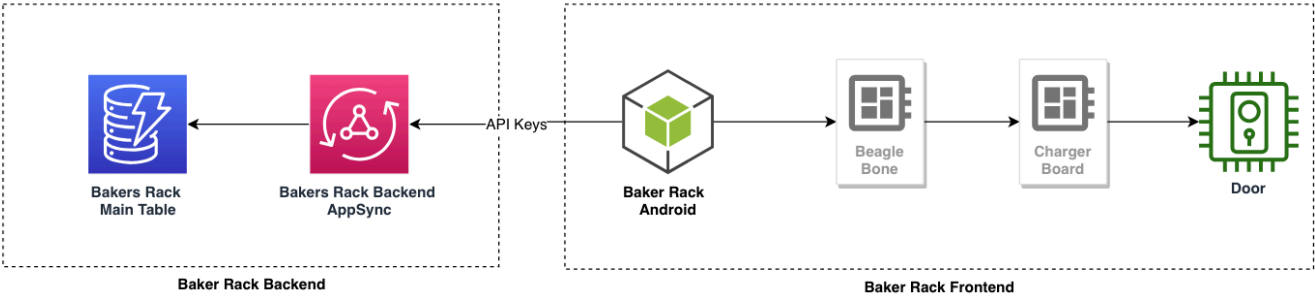 API Keys
Beagle
Bone
Charger
Board
Bakers Rack
Main Table
Bakers Rack Backend
AppSync
Baker Rack
Android
Door
Baker Rack Backend
Baker Rack Frontend